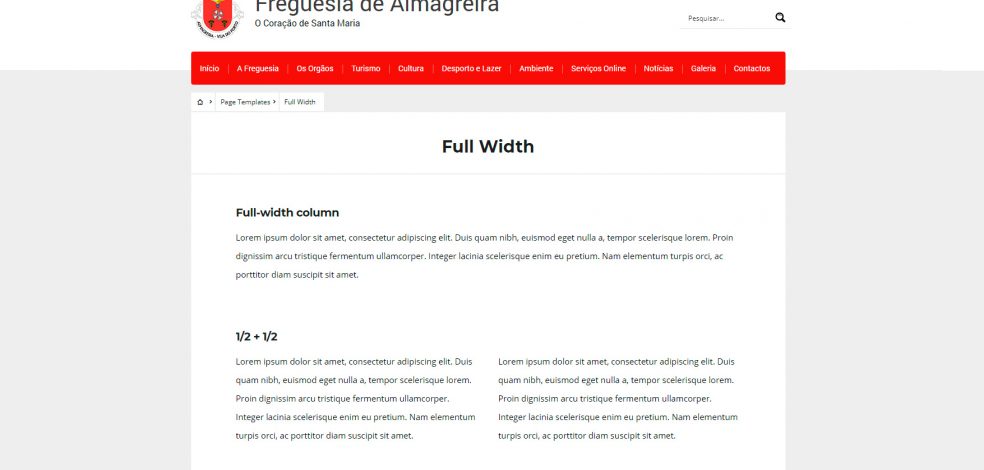 Freguesia de Almagreira
O Coração de Santa Maria
Pesquisar...
Início
A Freguesia
Os Orgãos
Turismo
Cultura
Desporto e Lazer
Ambiente
Serviços Online
Notícias
Galeria
Contactos
Page Templates
Full Width
Full Width
Full-width column
Lorem ipsum dolor sit amet, consectetur adipiscing elit. Duis quam nibh, euismod eget nulla a, tempor scelerisque lorem. Proin
dignissim arcu tristique fermentum ullamcorper. Integer lacinia scelerisque enim eu pretium. Nam elementum turpis orci, ac
porttitor diam suscipit sit amet.
1/2 + 1/2
Lorem ipsum dolor sit amet, consectetur adipiscing elit. Duis
quam nibh, euismod eget nulla a, tempor scelerisque lorem.
Proin dignissim arcu tristique fermentum ullamcorper.
Integer lacinia scelerisque enim eu pretium. Nam elementum
turpis orci, ac porttitor diam suscipit sit amet.
Lorem ipsum dolor sit amet, consectetur adipiscing elit. Duis
quam nibh, euismod eget nulla a, tempor scelerisque lorem.
Proin dignissim arcu tristique fermentum ullamcorper.
Integer lacinia scelerisque enim eu pretium. Nam elementum
turpis orci, ac porttitor diam suscipit sit amet.